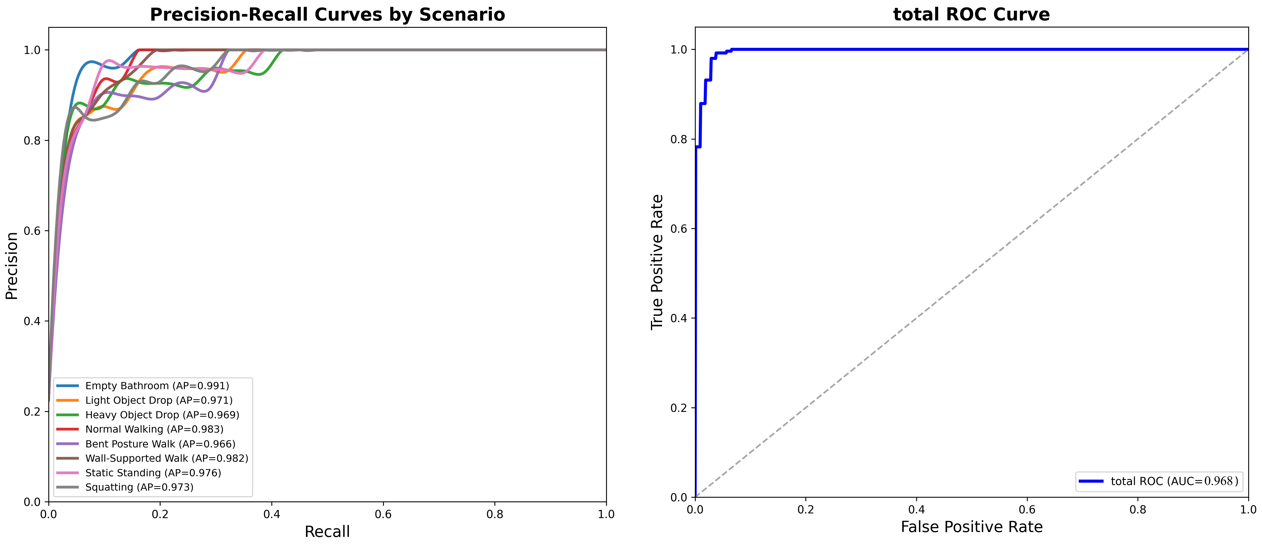 Precision-Recall Curves by Scenario
1.0
0.8
0.6
0.4
0.2
0.0
Precision
Empty Bathroom (AP=0.991)
Light Object Drop (AP=0.971)
Heavy Object Drop (AP=0.969)
Normal Walking (AP=0.983)
Bent Posture Walk (AP=0.966)
Wall-Supported Walk (AP=0.982)
Static Standing (AP=0.976)
Squatting (AP=0.973)
0.0 0.2 0.4 0.6 0.8 1.0
Recall
total ROC Curve
1.0
0.8
0.6
0.4
0.2
0.0
True Positive Rate
total ROC (AUC=0.968)
0.0 0.2 0.4 0.6 0.8 1.0
False Positive Rate